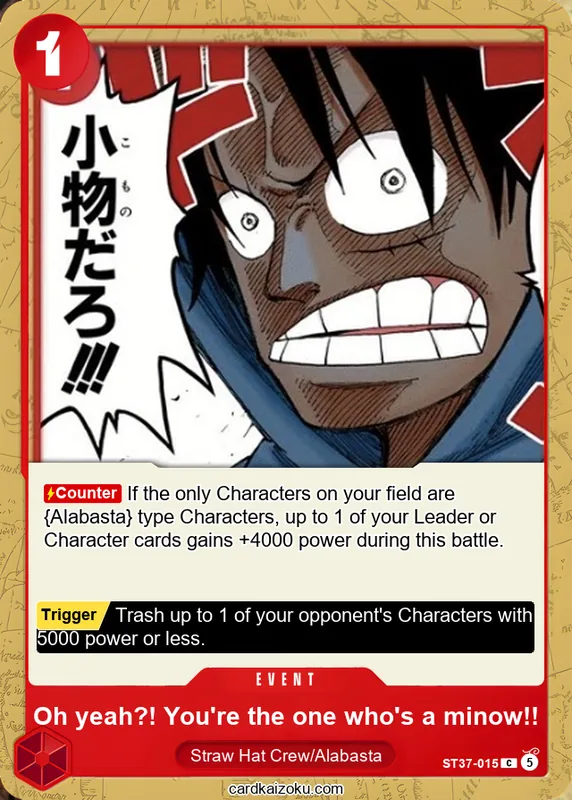 1
小物だろ!!!
こもの
Counter If the only Characters on your field are
{Alabasta} type Characters, up to 1 of your Leader or
Character cards gains +4000 power during this battle.
Trigger Trash up to 1 of your opponent's Characters with
5000 power or less.
EVENT
Oh yeah?! You're the one who's a minow!!
Straw Hat Crew/Alabasta
ST37-015 C 5
cardkaizoku.com